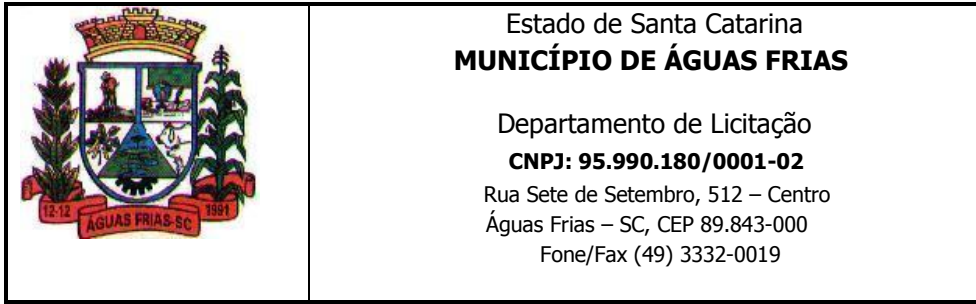 12-12
ÁGUAS FRIAS-SC
1991
Estado de Santa Catarina
MUNICÍPIO DE ÁGUAS FRIAS
Departamento de Licitação
CNPJ: 95.990.180/0001-02
Rua Sete de Setembro, 512 – Centro
Águas Frias – SC, CEP 89.843-000
Fone/Fax (49) 3332-0019